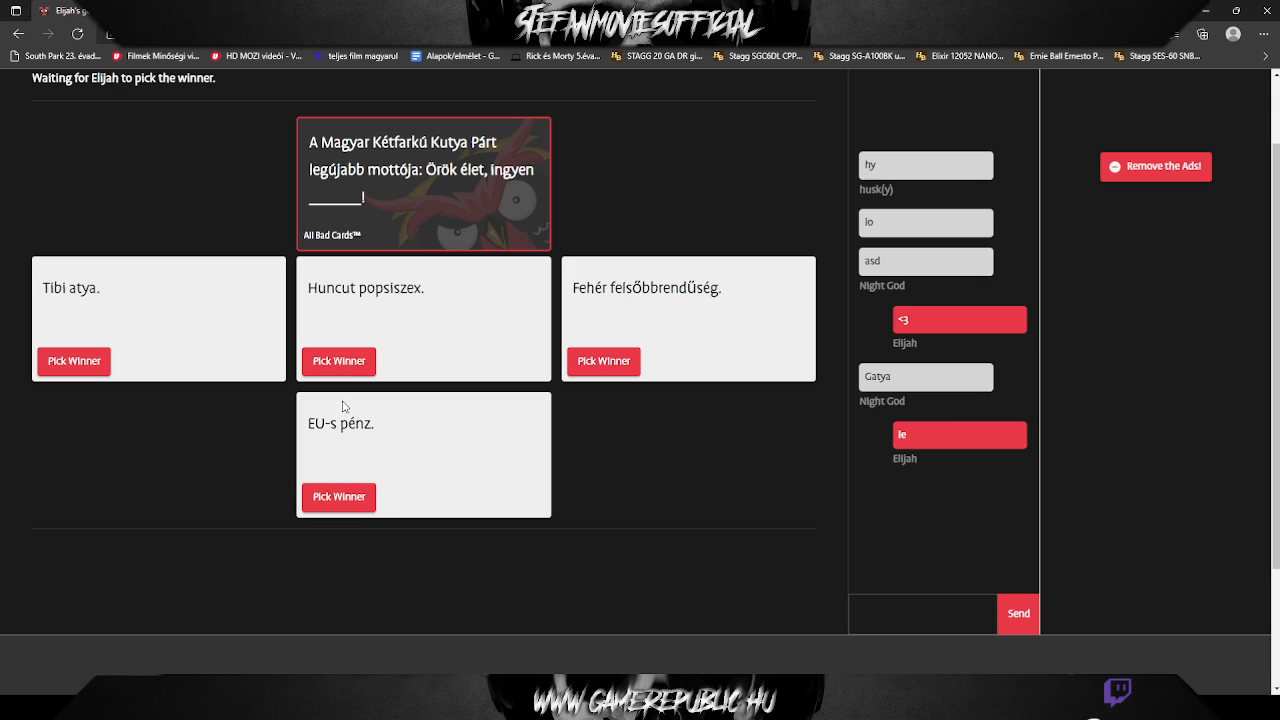 STEFANMOVIESOFFICIAL
Elijah's g
South Park 23. évad...
Filmek Minőségi vi...
HD MOZI videói – V...
teljes film magyarul
Alapok/elmélet - G...
Rick és Morty 5.éva...
STAGG 20 GA DR gi...
Stagg SGC6DL CPP...
Stagg SG-A100BK u...
Elixir 12052 NANO...
Ernie Ball Ernesto P...
Stagg SES-60 SNB...
Waiting for Elijah to pick the winner.
A Magyar Kétfarkú Kutya Párt
legújabb mottója: Örök élet, ingyen
______!
All Bad Cards™
Tibi atya.
Pick Winner
Huncut popsiszex.
Pick Winner
Fehér felsőbbrendűség.
Pick Winner
EU-s pénz.
Pick Winner
hy
husk(y)
lo
asd
Night God
<3
Elijah
Gatya
Night God
le
Elijah
Send
Remove the Ads!
WWW.GAMEREPUBLIC.HU